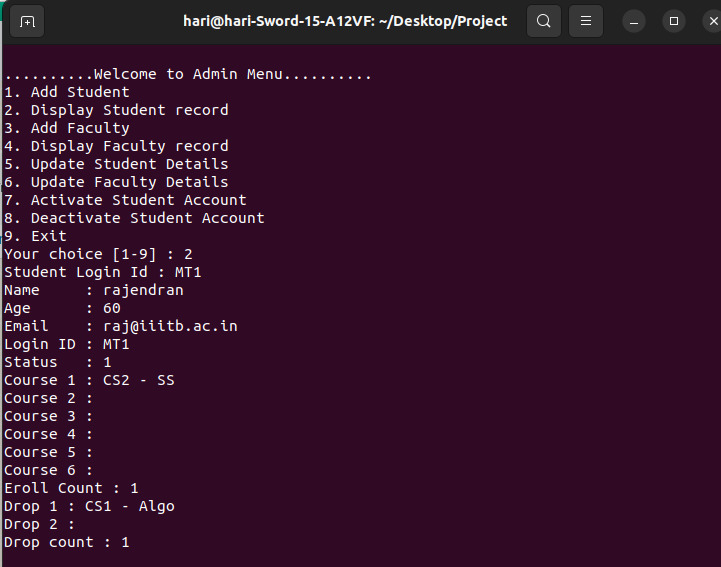 hari@hari-Sword-15-A12VF: ~/Desktop/Project
..........Welcome to Admin Menu..........
1. Add Student
2. Display Student record
3. Add Faculty
4. Display Faculty record
5. Update Student Details
6. Update Faculty Details
7. Activate Student Account
8. Deactivate Student Account
9. Exit
Your choice [1-9] : 2
Student Login Id : MT1
Name     : rajendran
Age      : 60
Email    : raj@iiitb.ac.in
Login ID : MT1
Status   : 1
Course 1 : CS2 - SS
Course 2 :
Course 3 :
Course 4 :
Course 5 :
Course 6 :
Eroll Count : 1
Drop 1 : CS1 - Algo
Drop 2 :
Drop count : 1